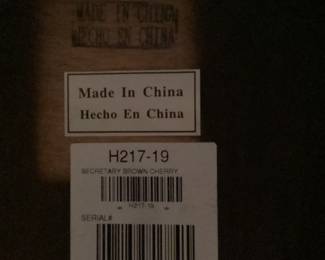 MADE IN CHINA
HECHO EN CHINA
Made In China
Hecho En China
H217-19
SECRETARY BROWN CHERRY
H217-19
SERIAL#